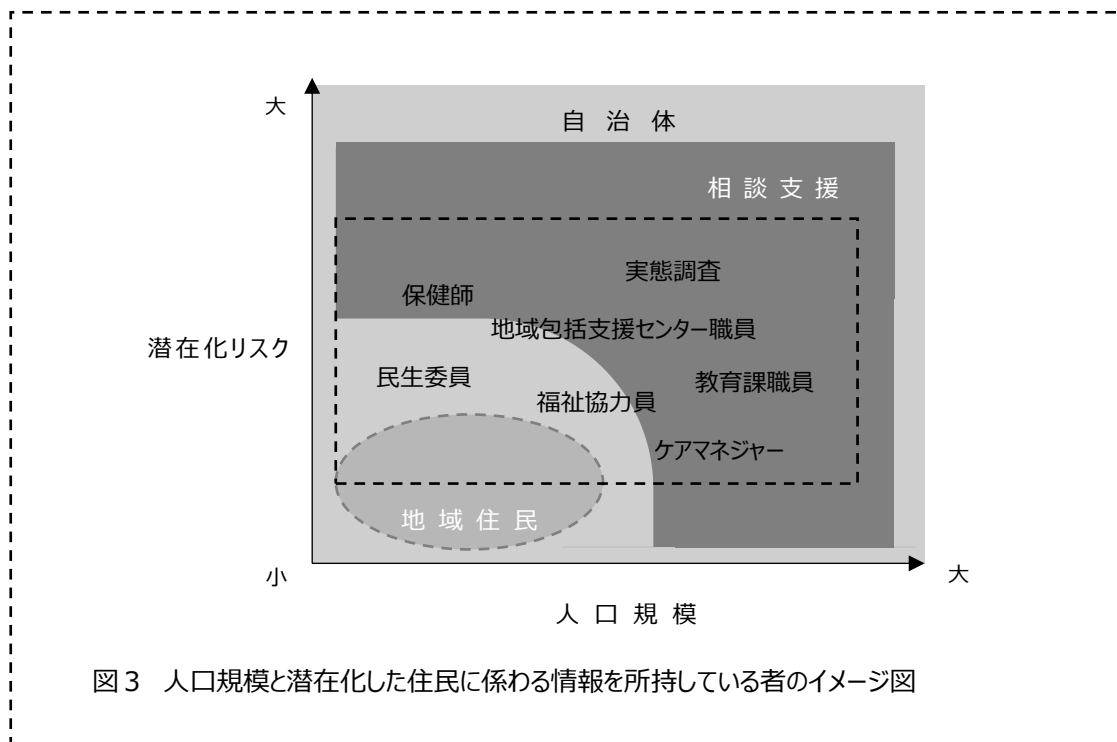 大
自治体
相談支援
実態調査
保健師
地域包括支援センター職員
潜在化リスク
民生委員
教育課職員
福祉協力員
ケアマネジャー
地域住民
小
大
人口規模
図3 人口規模と潜在化した住民に係わる情報を所持している者のイメージ図